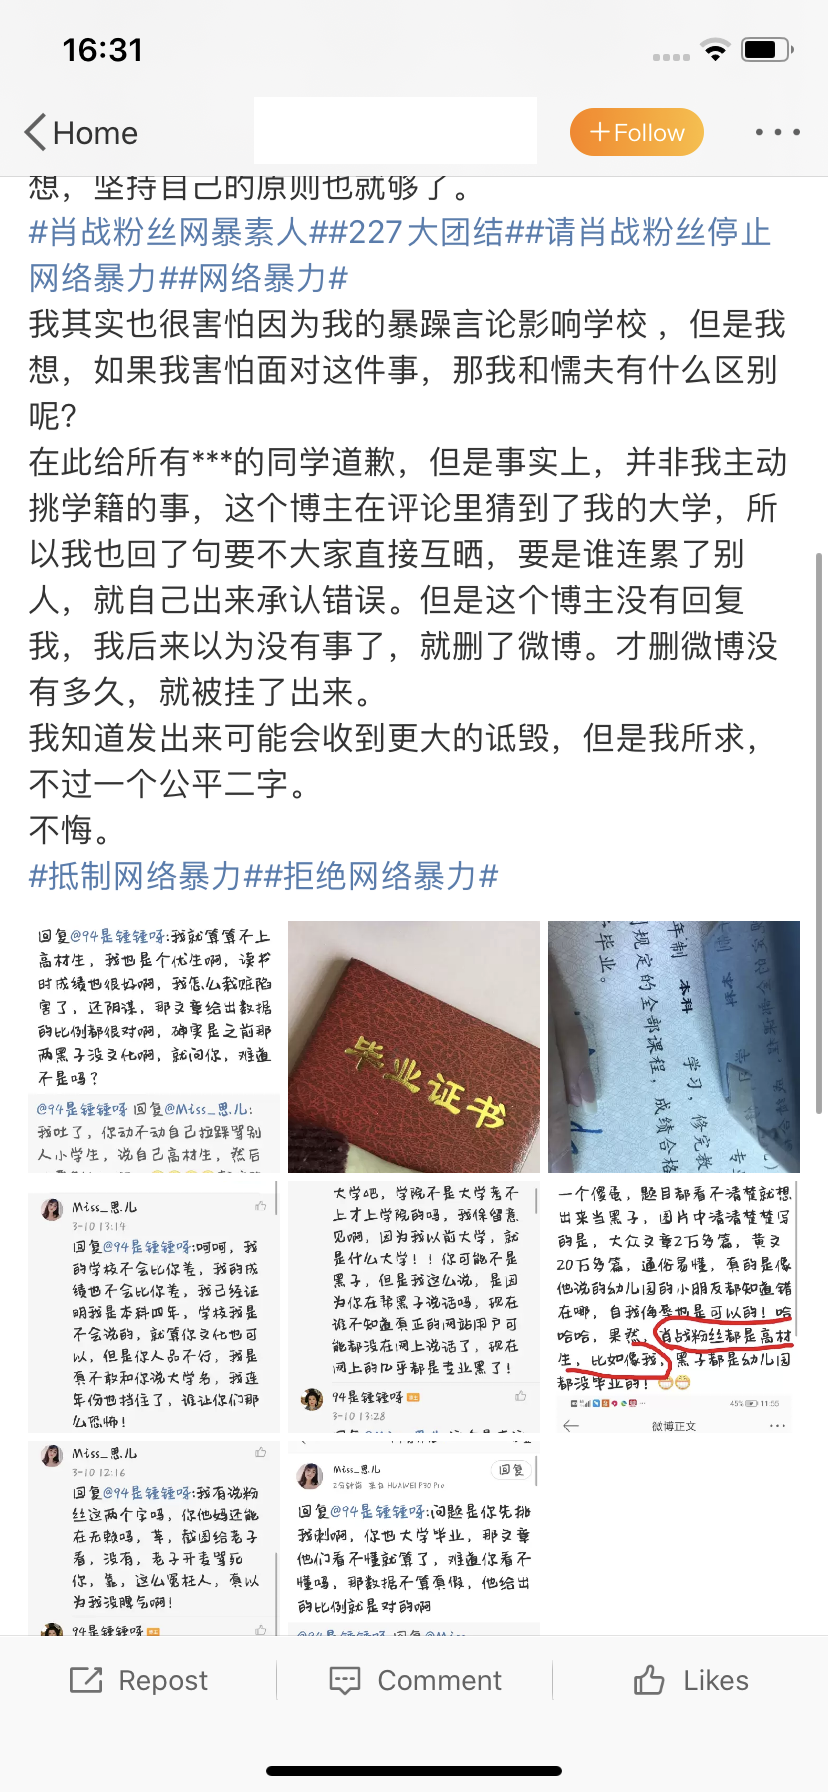 16:31
Home
+Follow
想，坚持自己的原则也就够了。
#肖战粉丝网暴素人##227大团结##请肖战粉丝停止
网络暴力##网络暴力#
我其实也很害怕因为我的暴躁言论影响学校 ，但是我
想，如果我害怕面对这件事，那我和懦夫有什么区别
呢?
在此给所有***的同学道歉，但是事实上，并非我主动
挑学籍的事，这个博主在评论里猜到了我的大学，所
以我也回了句要不大家直接互晒，要是谁连累了别
人，就自己出来承认错误。但是这个博主没有回复
我，我后来以为没有事了，就删了微博。才删微博没
有多久，就被挂了出来。
我知道发出来可能会收到更大的诋毁，但是我所求，
不过一个公平二字。
不悔。
#抵制网络暴力##拒绝网络暴力#
回复@94是锤锤呀:我就算算不上
高材生，我也是个优生啊，读书
时成绩也很好啊，我怎么栽赃陷
害了，还阴谋，那文章给出数据
的比例都很对啊，确实是之前那
两黑子没文化啊，就问你，难道
不是吗？
@94是锤锤呀 回复@Miss_思儿:
我吐了，你动不动自己拉踩骂别
人小学生，说自己高材生，然后
毕业证书
年制 本科
学习，修完教
规定的全部课程，成绩合格
毕业。
Miss_思儿
3-10 13:14
回复@94是锤锤呀:呵呵，我
的学校不会比你差，我的成
绩也不会比你差，我已经证
明我是本科四年，学校我是
不会说的，就算你文化也可
以，但是你人品不行，我是
真不敢和你说大学名，我连
年份也挡住了，谁让你们那
么恐怖！
大学吧，学院不是大学考不
上才上学院的吗，我保留意
见啊，因为我以前大学，就
是什么大学！！你可能不是
黑子，但是我这么说，是因
为你在帮黑子说话吗，现在
谁不知道有正的网站用户可
能都没在网上说话了，现在
网上的几乎都是专业黑了！
94是锤锤呀
3-10 13:28
一个傻逼，题目都看不清楚就想
出来当黑子，图片中清清楚楚写
的是，大众文章2万多篇，黄文
20万多篇，通俗易懂，真的是像
他说的幼儿园的小朋友都知道错
在哪，自我侮辱也是可以的！哈
哈哈，果然，肖战粉丝都是高材
生，比如像我，黑子都是幼儿园
都没毕业的！
45% 11:55
微博正文
Miss_思儿
3-10 12:16
回复@94是锤锤呀:我有说粉
丝这两个字吗，你他妈还能
在无赖吗，草，截图给老子
看，没有，老子开麦骂死
你，靠，这么冤枉人，真以
为我没脾气啊！
94是锤锤呀
Miss_思儿
回复
2分钟前 来自 HUAWEI P30 Pro
回复@94是锤锤呀:问题是你先挑
我刺啊，你也大学毕业，那文章
他们看不懂就算了，难道你看不
懂吗，那数据不算真假，他给出
的比例就是对的啊
Repost
Comment
Likes